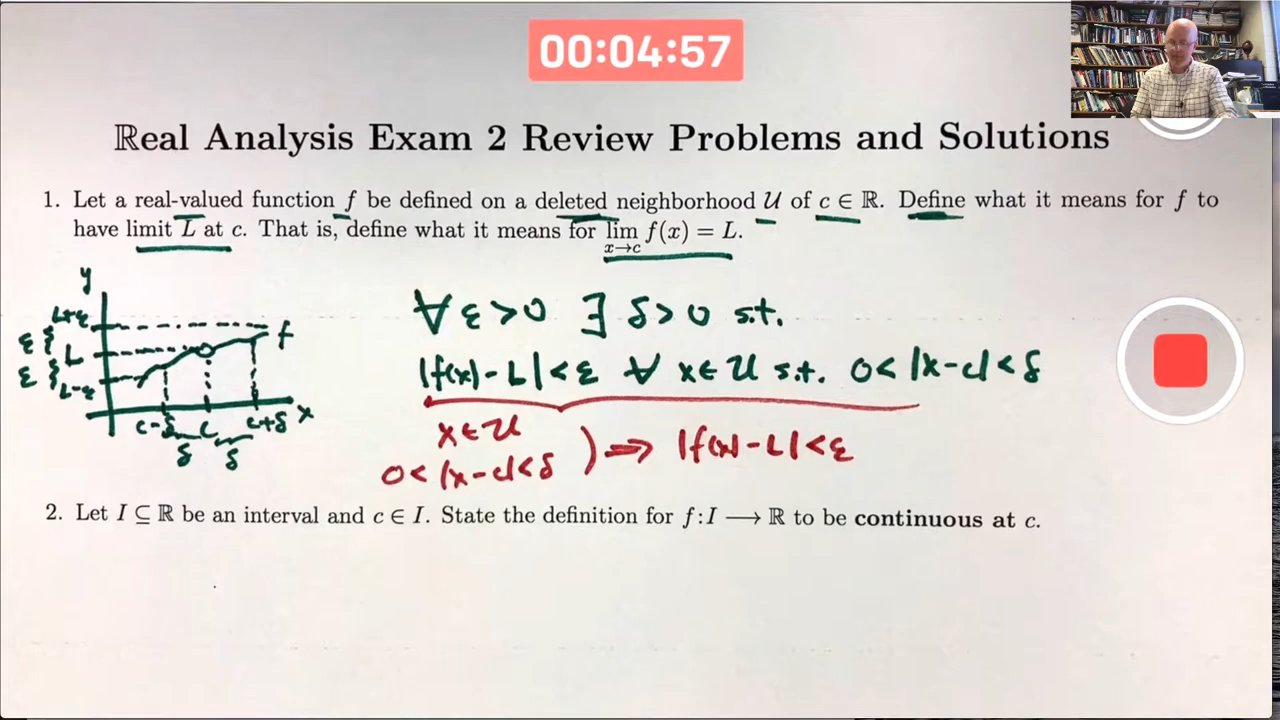 00:04:57
ℝeal Analysis Exam 2 Review Problems and Solutions
1. Let a real-valued function f be defined on a deleted neighborhood 𝒰 of c ∈ ℝ. Define what it means for f to
have limit L at c. That is, define what it means for lim x→c f(x) = L.
y
L+ε
f
ε
L
ε
L-ε
c-δ c c+δ x
δ δ
∀ ε > 0 ∃ δ > 0 s.t.
|f(x) - L| < ε ∀ x ∈ 𝒰 s.t. 0 < |x - c| < δ
x ∈ 𝒰
0 < |x - c| < δ ) ⇒ |f(x) - L| < ε
2. Let I ⊆ ℝ be an interval and c ∈ I. State the definition for f: I ⟶ ℝ to be continuous at c.